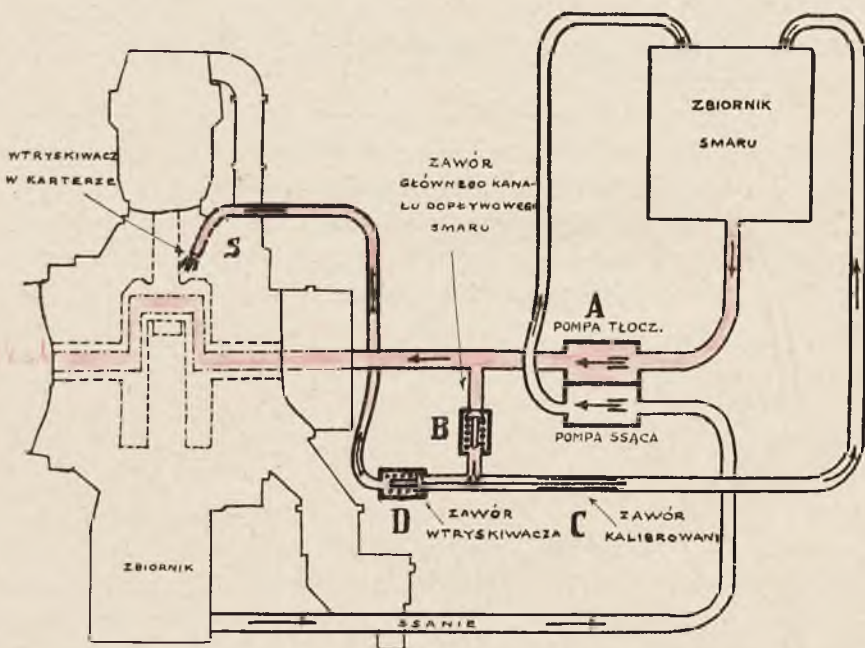 ZBIORNIK
SMARU
WTRYSKIWACZ
W KARTERZE
ZAWÓR
GŁÓWNEGO KANA-
ŁU DOPŁYWOWEGO
SMARU
S
A
POMPA TŁOCZ.
B
POMPA SSĄCA
D
ZAWÓR
WTRYSKIWACZA
C
ZAWÓR
KALIBROWANI
ZBIORNIK
SSANIE